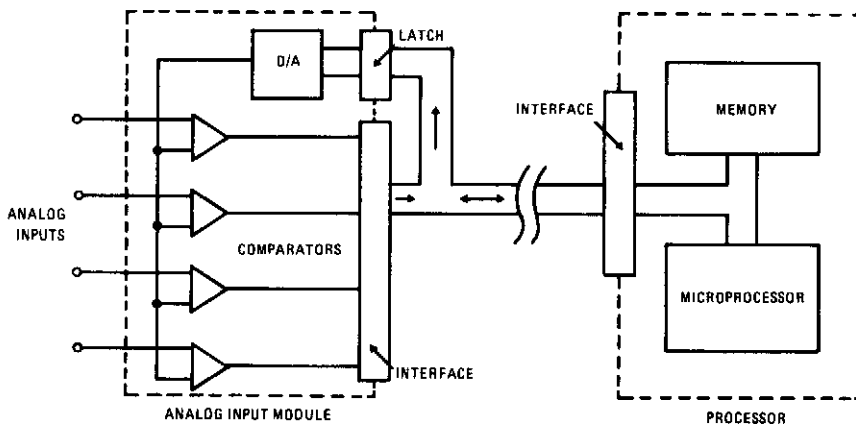 LATCH
D/A
INTERFACE
MEMORY
ANALOG
INPUTS
COMPARATORS
MICROPROCESSOR
INTERFACE
ANALOG INPUT MODULE
PROCESSOR